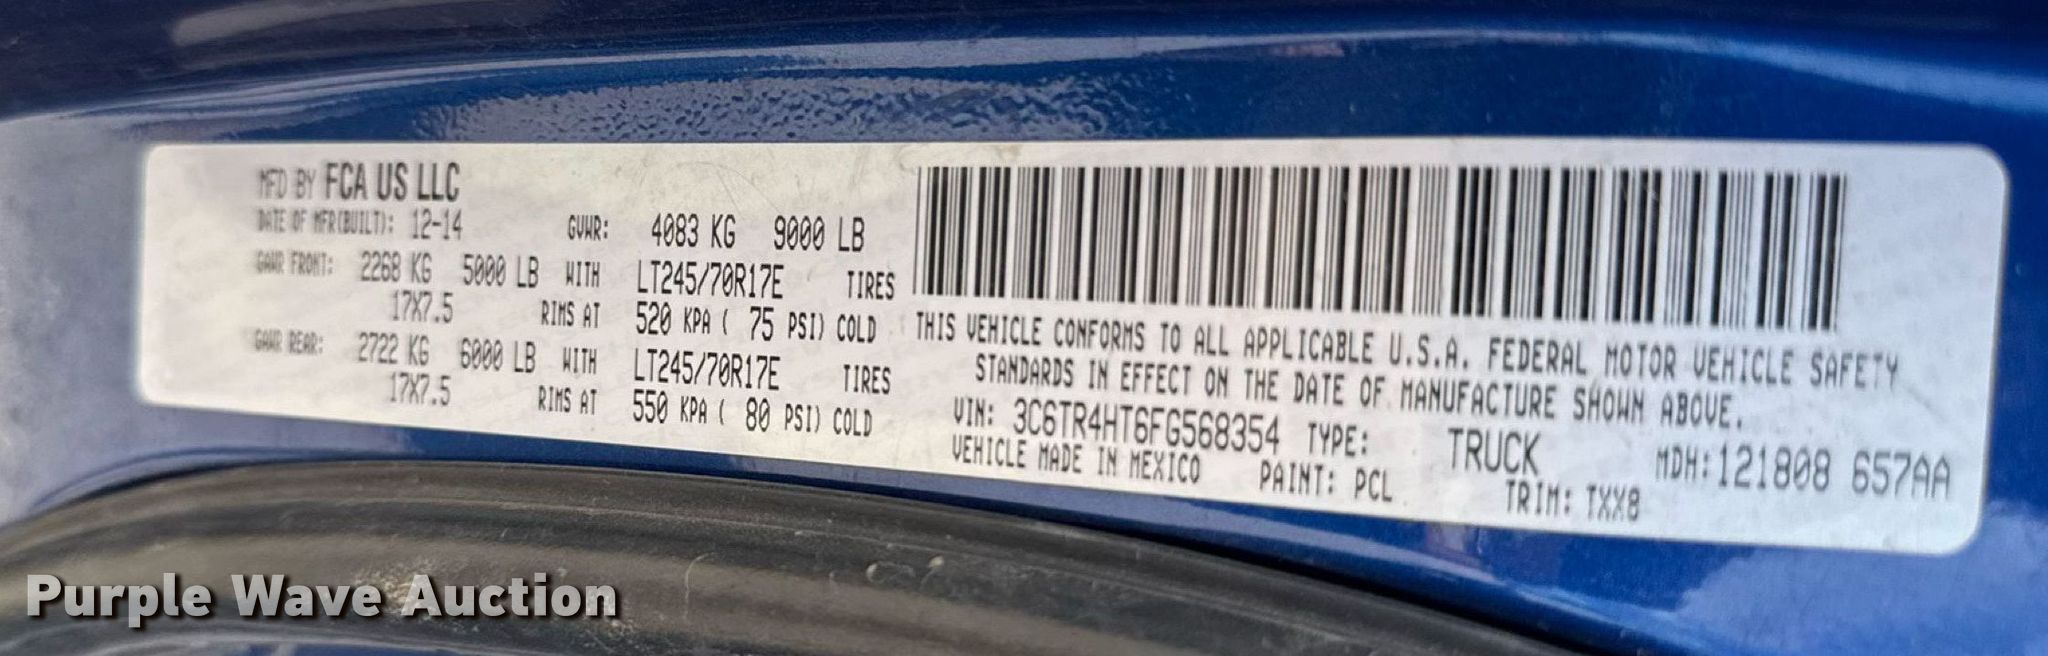 MFD BY FCA US LLC
DATE OF MFR(BUILT): 12-14 GVWR: 4083 KG 9000 LB
GAWR FRONT: 2268 KG 5000 LB WITH LT245/70R17E TIRES
17X7.5 RIMS AT 520 KPA ( 75 PSI) COLD
GAWR REAR: 2722 KG 6000 LB WITH LT245/70R17E TIRES
17X7.5 RIMS AT 550 KPA ( 80 PSI) COLD
THIS VEHICLE CONFORMS TO ALL APPLICABLE U.S.A. FEDERAL MOTOR VEHICLE SAFETY
STANDARDS IN EFFECT ON THE DATE OF MANUFACTURE SHOWN ABOVE.
VIN: 3C6TR4HT6FG568354 TYPE: TRUCK MDH:121808 657AA
VEHICLE MADE IN MEXICO PAINT: PCL TRIM: TXX8
Purple Wave Auction